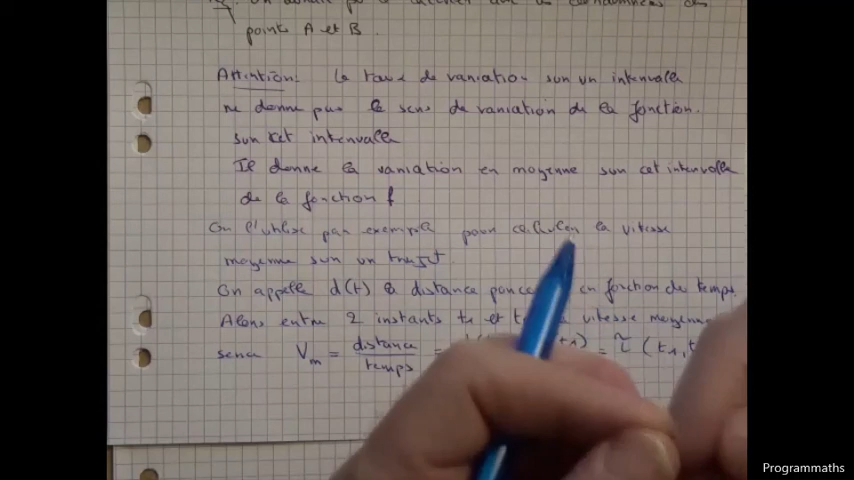 points A et B.
Attention: le taux de variation sur un intervalle
ne donne pas le sens de variation de la fonction.
sur cet intervalle
Il donne la variation en moyenne sur cet intervalle
de la fonction f
On l'utilise par exemple pour calculer la vitesse
moyenne sur un trajet.
On appelle d(t) la distance en fonction du temps.
Alors entre 2 instants t1 et vitesse moyenne
sera Vm = distance/temps = = τ(t1,
Programmaths